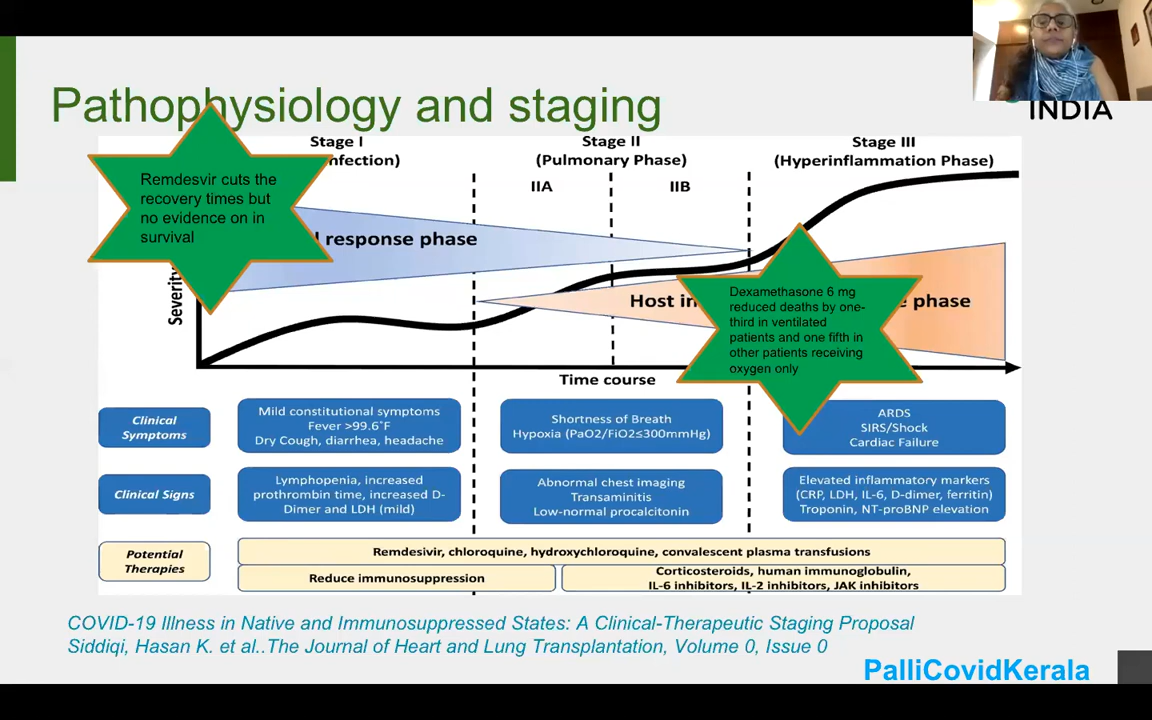 INDIA
Pathophysiology and staging
Stage I
nfection)
Stage II
(Pulmonary Phase)
Stage III
(Hyperinflammation Phase)
IIA
IIB
Remdesvir cuts the
recovery times but
no evidence on in
survival
response phase
Severity
Host in
e phase
Dexamethasone 6 mg
reduced deaths by one-
third in ventilated
patients and one fifth in
other patients receiving
oxygen only
Time course
Clinical
Symptoms
Mild constitutional symptoms
Fever >99.6°F
Dry Cough, diarrhea, headache
Shortness of Breath
Hypoxia (PaO2/FiO2≤300mmHg)
ARDS
SIRS/Shock
Cardiac Failure
Clinical Signs
Lymphopenia, increased
prothrombin time, increased D-
Dimer and LDH (mild)
Abnormal chest imaging
Transaminitis
Low-normal procalcitonin
Elevated inflammatory markers
(CRP, LDH, IL-6, D-dimer, ferritin)
Troponin, NT-proBNP elevation
Potential
Therapies
Remdesivir, chloroquine, hydroxychloroquine, convalescent plasma transfusions
Reduce immunosuppression
Corticosteroids, human immunoglobulin,
IL-6 inhibitors, IL-2 inhibitors, JAK inhibitors
COVID-19 Illness in Native and Immunosuppressed States: A Clinical-Therapeutic Staging Proposal
Siddiqi, Hasan K. et al..The Journal of Heart and Lung Transplantation, Volume 0, Issue 0
PalliCovidKerala